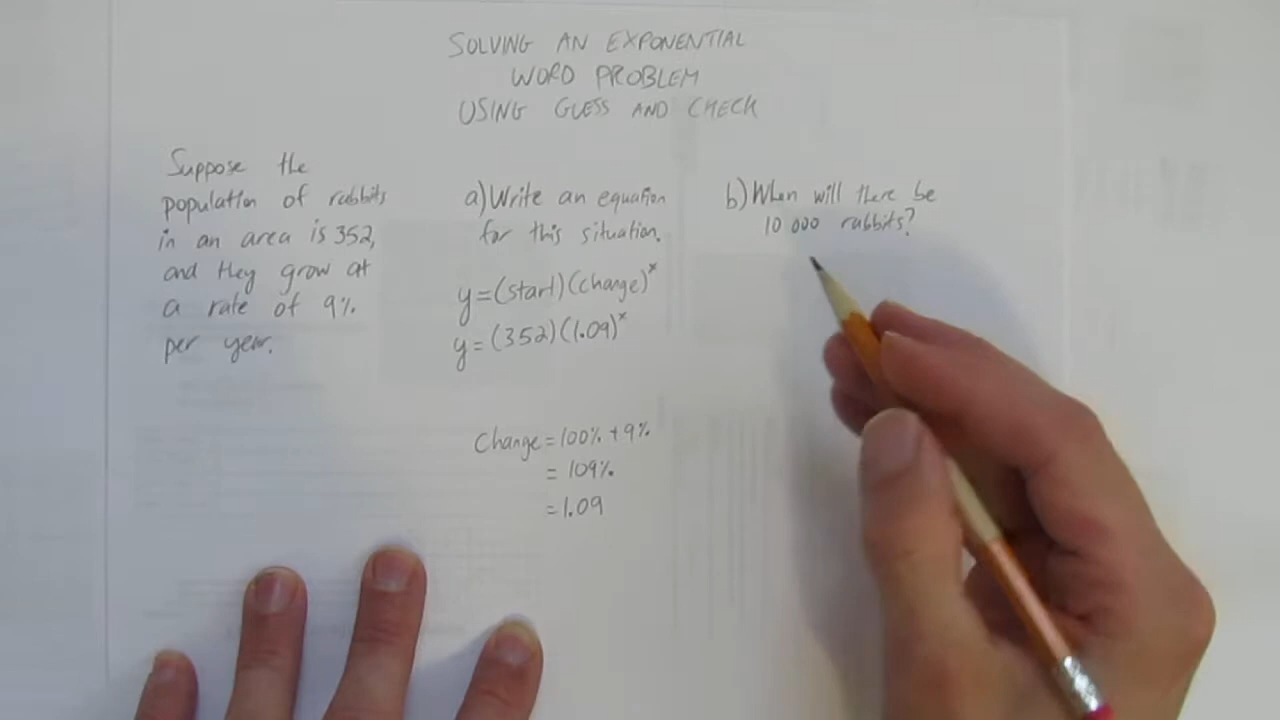 SOLVING AN EXPONENTIAL
WORD PROBLEM
USING GUESS AND CHECK
Suppose the
population of rabbits
in an area is 352,
and they grow at
a rate of 9%
per year.
a) Write an equation
for this situation.
y=(start)(change)^x
y=(352)(1.09)^x
Change=100%+9%
=109%
=1.09
b) When will there be
10 000 rabbits?